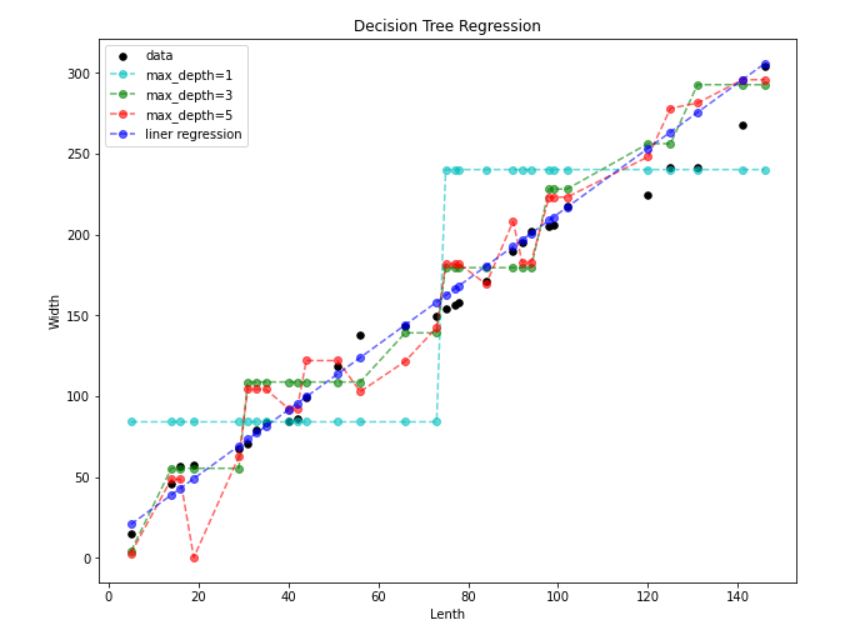 Decision Tree Regression
data
max_depth=1
max_depth=3
max_depth=5
liner regression
300
250
200
150
100
50
0
Width
0 20 40 60 80 100 120 140
Lenth